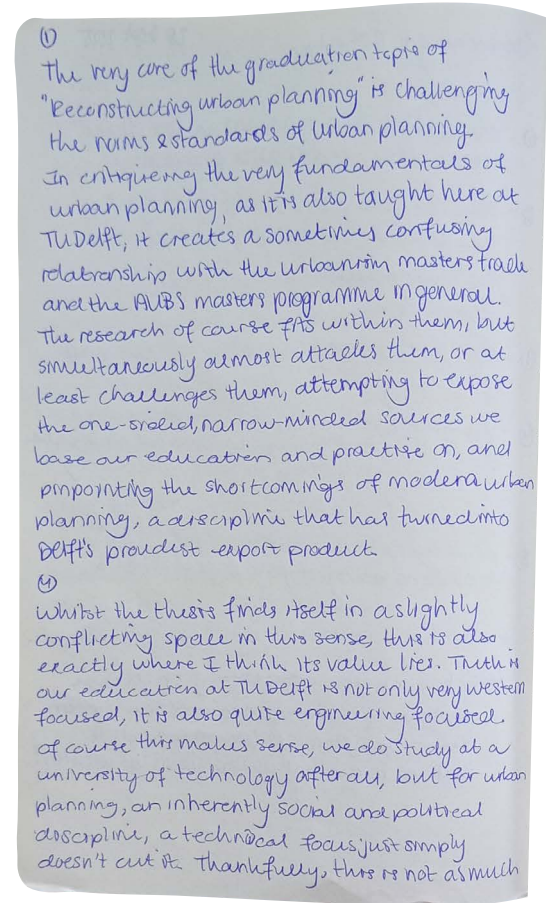 ①
The very core of the graduation topic of
"Reconstructing urban planning" is challenging
the norms & standards of urban planning.
In critiqueing the very fundamentals of
urban planning, as it is also taught here at
TU Delft, it creates a sometimes confusing
relationship with the urbanism masters track
and the AUBS masters programme in general.
The research of course fits within them, but
simultaneously almost attacks them, or at
least challenges them, attempting to expose
the one-sided, narrow-minded sources we
base our education and practise on, and
pinpointing the shortcomings of modern urban
planning, a discipline that has turned into
Delft's proudest export product.
④
Whilst the thesis finds itself in a slightly
conflicting space in this sense, this is also
exactly where I think its value lies. Truth is
our education at TU Delft is not only very western
focused, it is also quite engineering focused.
Of course this makes sense, we do study at a
university of technology after all, but for urban
planning, an inherently social and political
discipline, a technical focus just simply
doesn't cut it. Thankfully, this is not as much